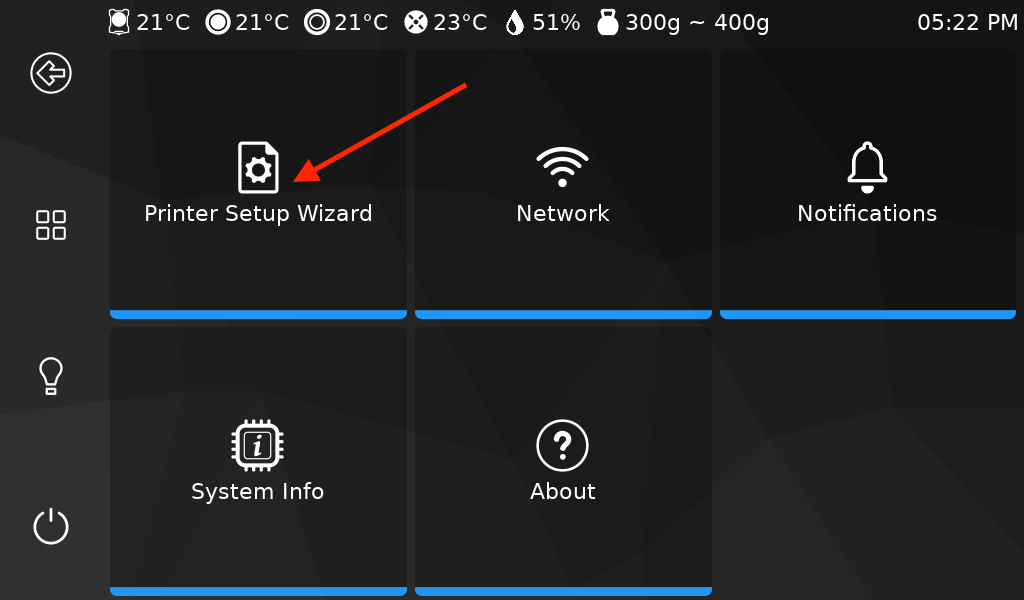 21°C 21°C 21°C 23°C 51% 300g ~ 400g 05:22 PM
Printer Setup Wizard
Network
Notifications
System Info
About